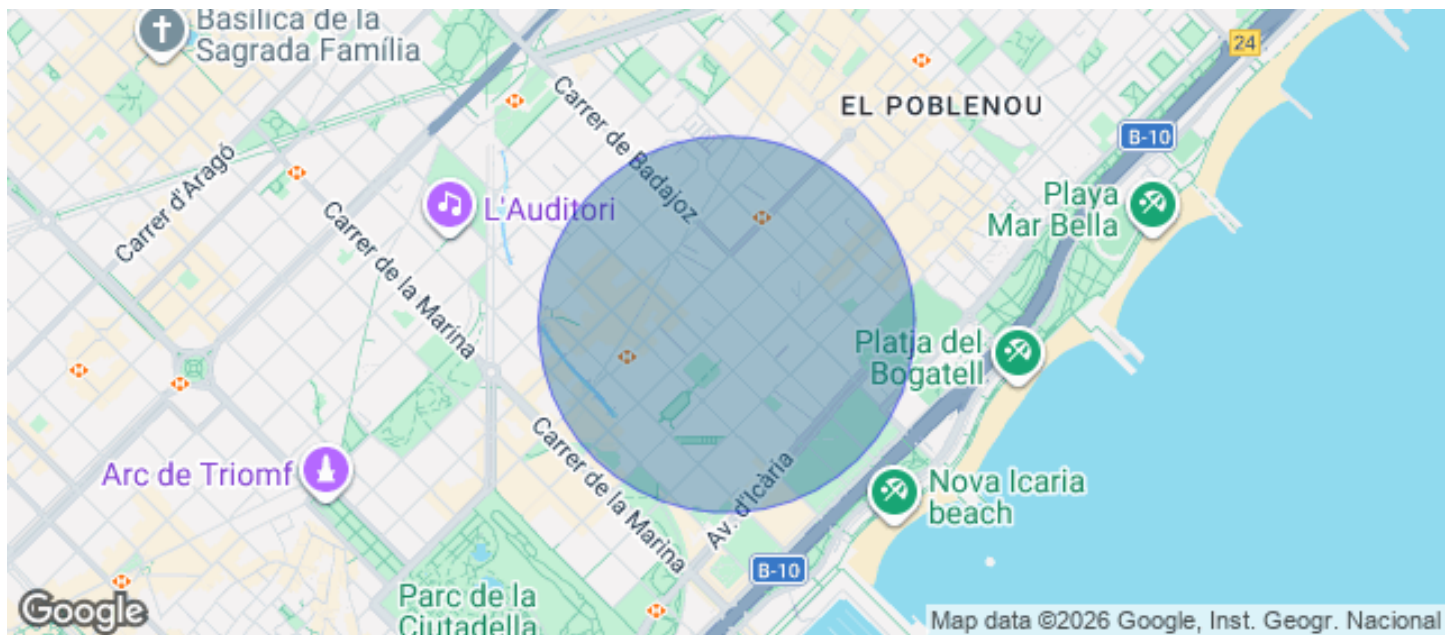 Basílica de la
Sagrada Família
24
Carrer de Badajoz
EL POBLENOU
B-10
Carrer d'Aragó
L'Auditori
Playa
Mar Bella
Carrer de la Marina
Platja del
Bogatell
Arc de Triomf
Carrer de la Marina
Av. d'Icària
Nova Icaria
beach
B-10
Parc de la
Ciutadella
Google
Map data ©2026 Google, Inst. Geogr. Nacional